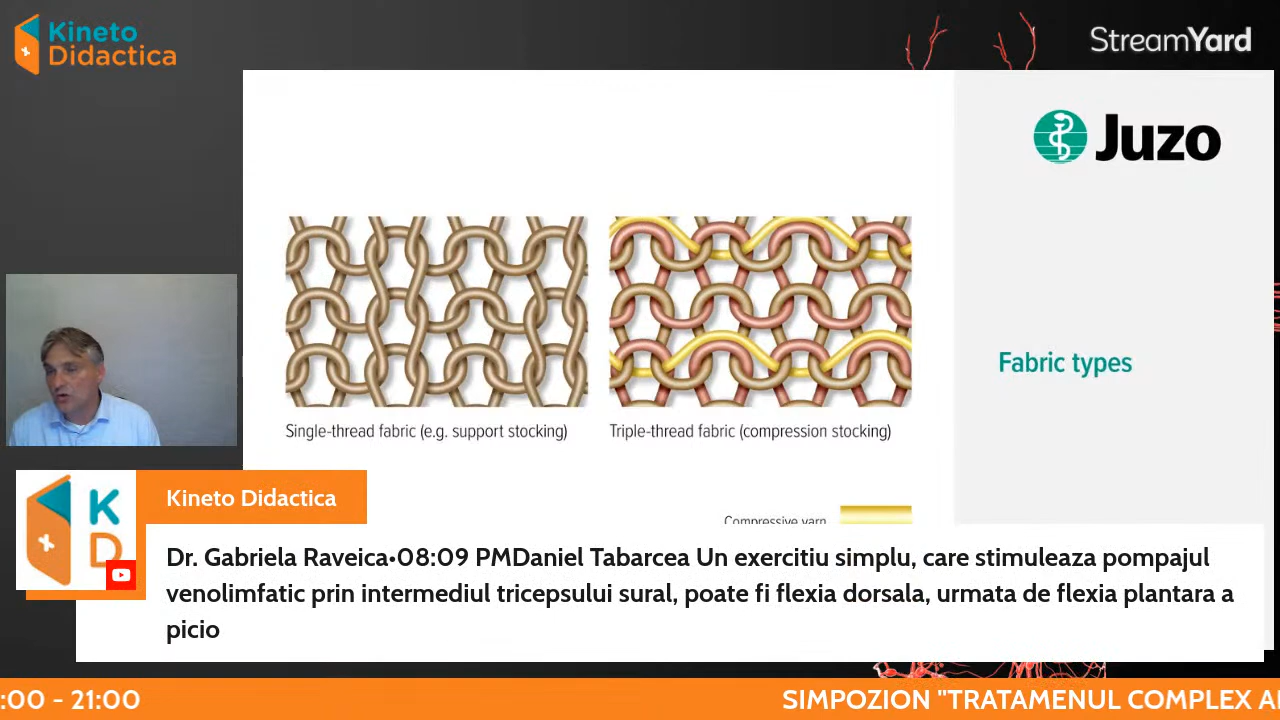 Kineto
Didactica
StreamYard
Juzo
Fabric types
Single-thread fabric (e.g. support stocking)
Triple-thread fabric (compression stocking)
Compressive yarn
K
D
Kineto Didactica
Dr. Gabriela Raveica•08:09 PMDaniel Tabarcea Un exercitiu simplu, care stimuleaza pompajul
venolimfatic prin intermediul tricepsului sural, poate fi flexia dorsala, urmata de flexia plantara a
picio
:00 - 21:00
SIMPOZION "TRATAMENUL COMPLEX